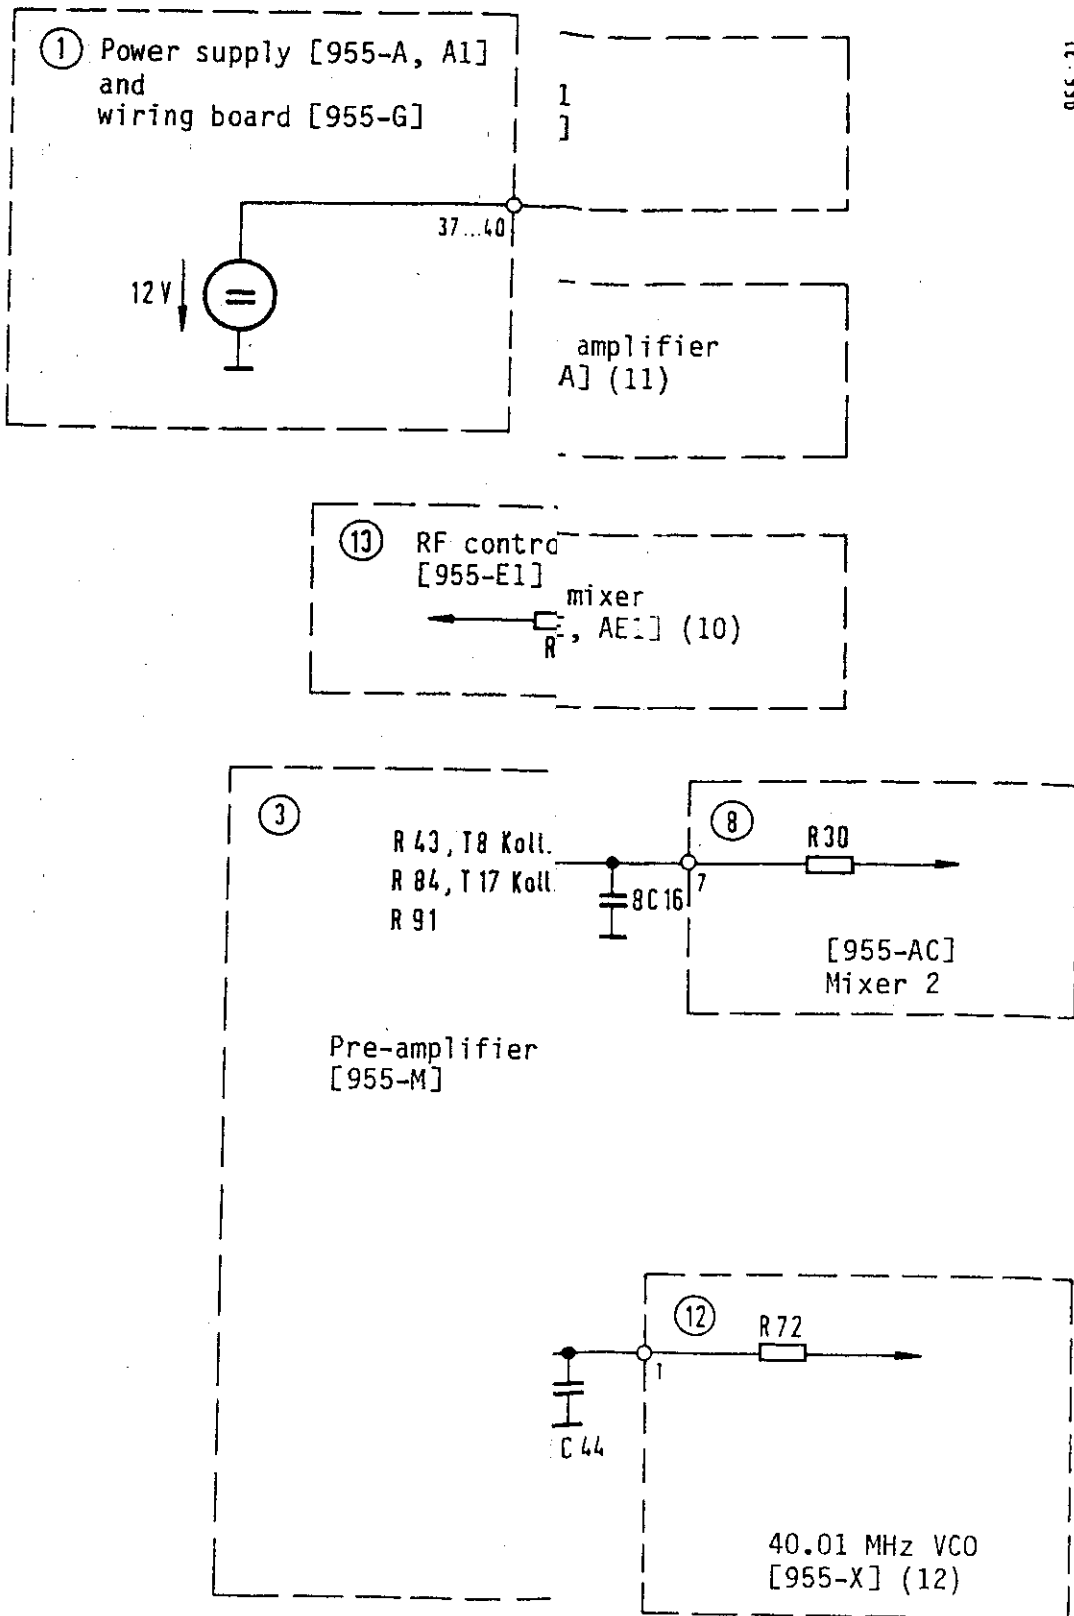 1 Power supply [955-A, A1]
and
wiring board [955-G]
1
]
37...40
12 V
=
amplifier
A] (11)
13 RF contro
[955-E1]
mixer
, AE1] (10)
R
3
R 43, T8 Koll.
R 84, T 17 Koll.
R 91
8
R30
7
8C16
[955-AC]
Mixer 2
Pre-amplifier
[955-M]
12
R72
1
C 44
40.01 MHz VCO
[955-X] (12)